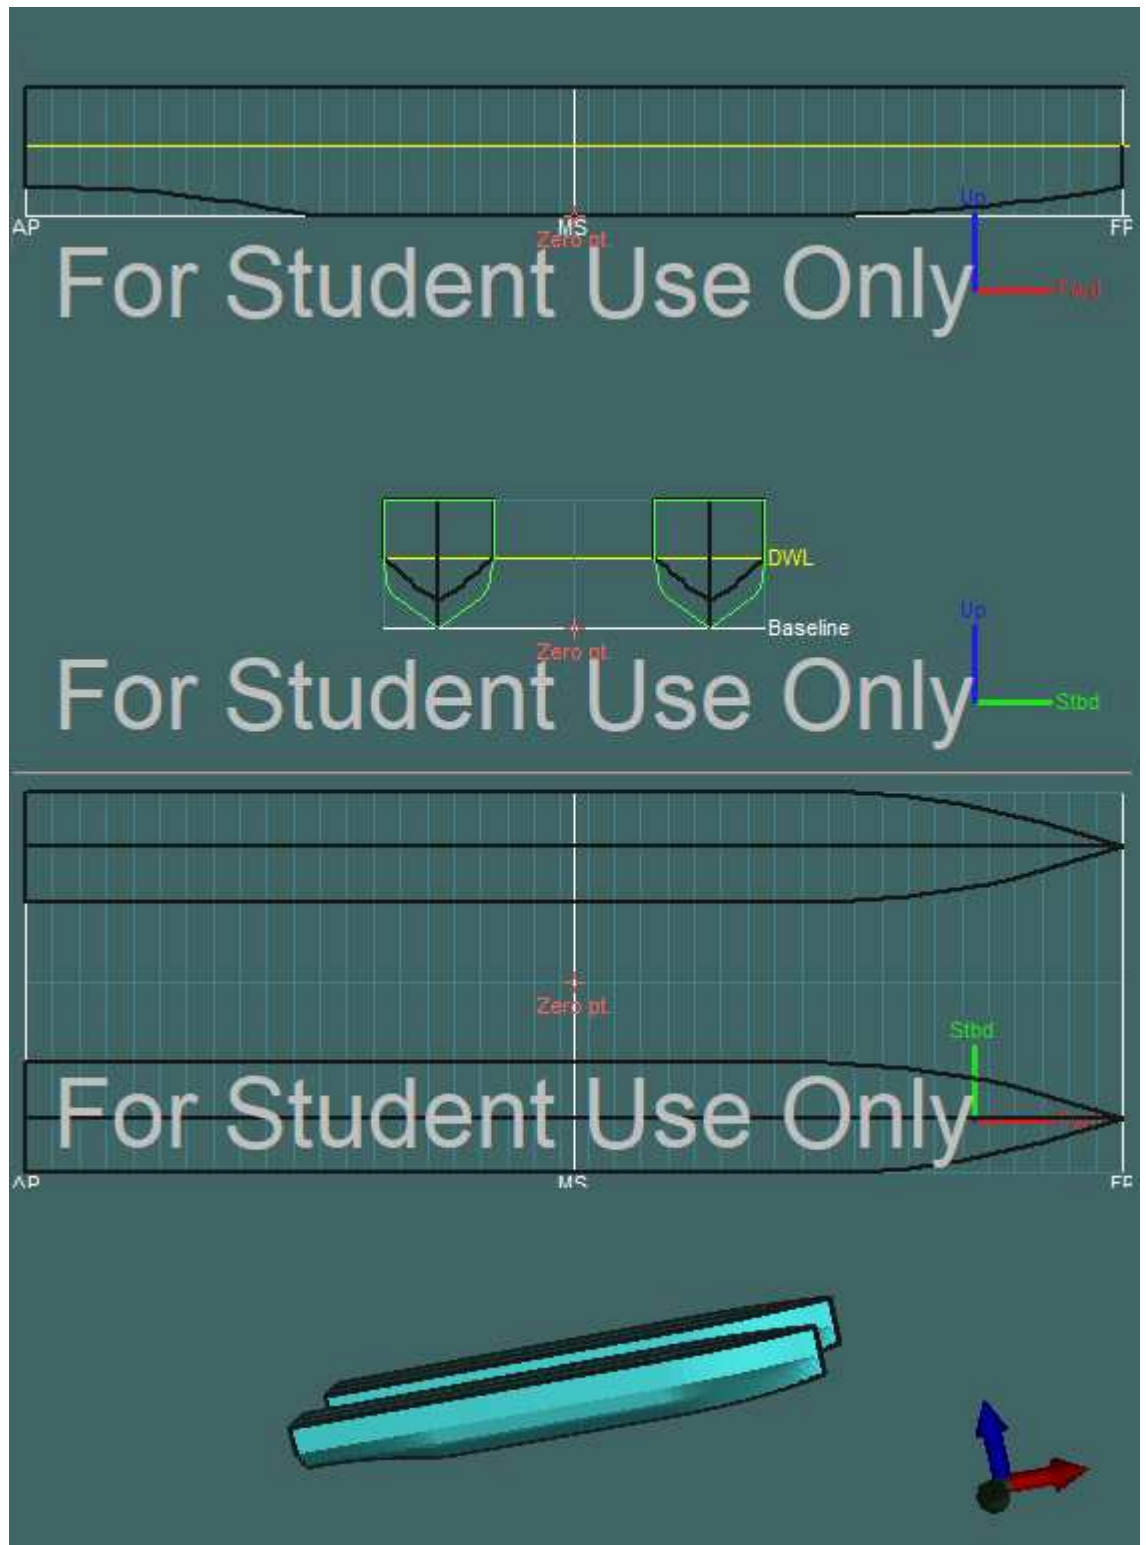 AP MS FP
Zero pt.
Up
Fwd
For Student Use Only
DWL
Baseline
Zero pt.
Up
Stbd
For Student Use Only
Zero pt.
Stbd
For Student Use Only
AP MS FP